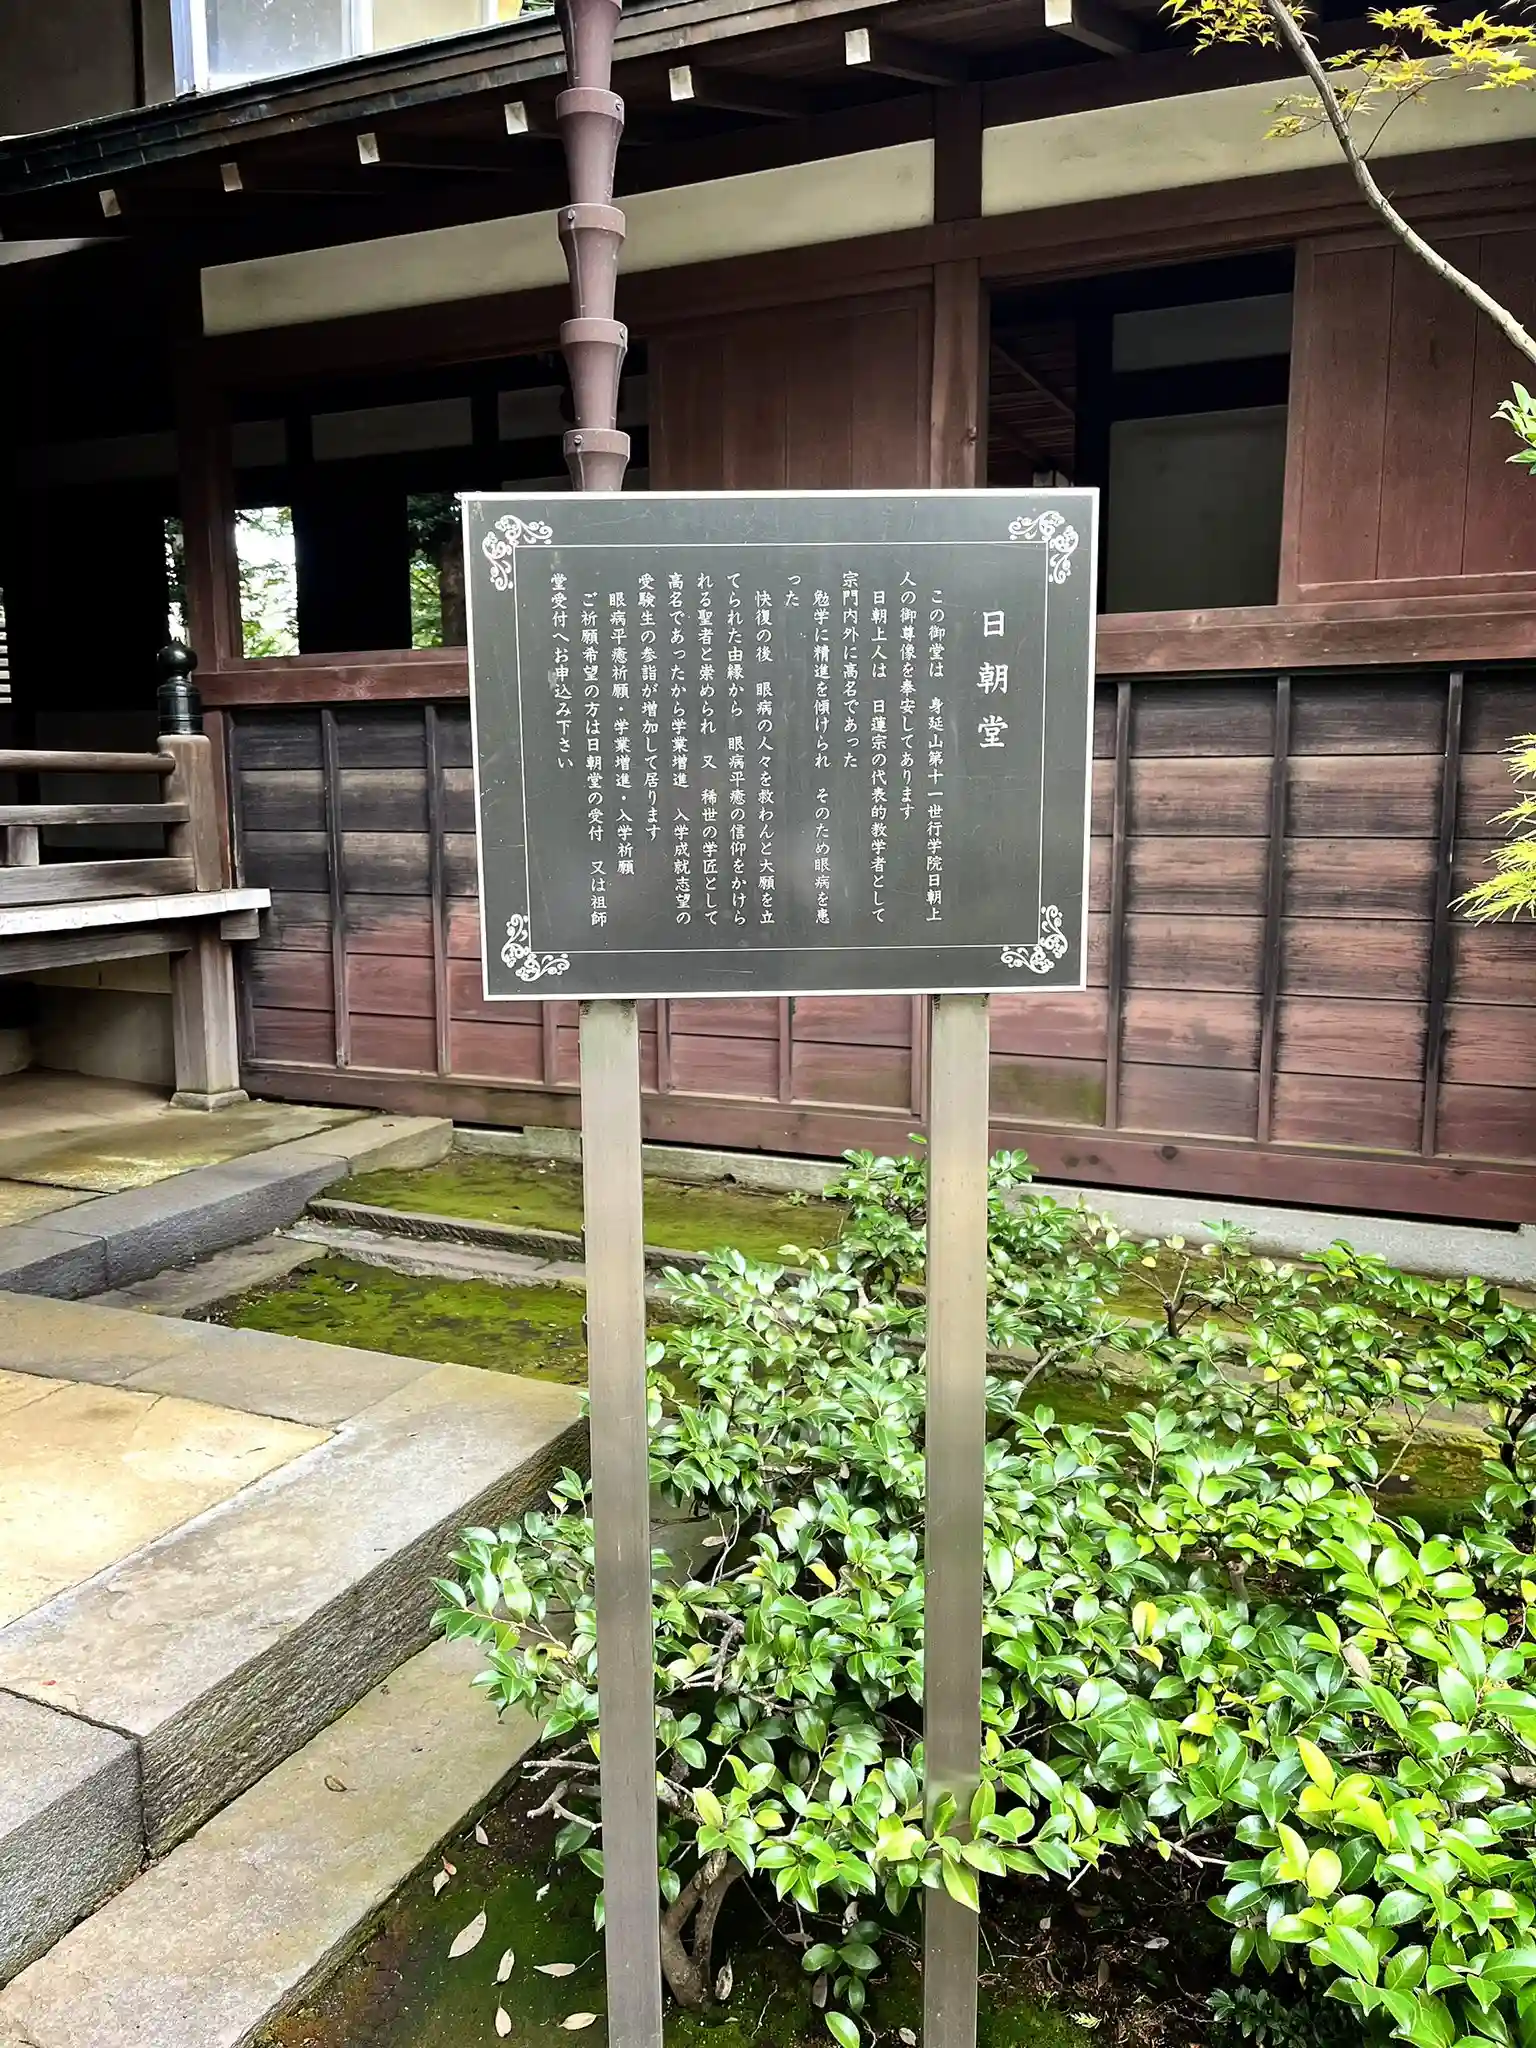 日朝堂
この御堂は 身延山第十一世行学院日朝上
人の御尊像を奉安してあります
日朝上人は 日蓮宗の代表的教学者として
宗門内外に高名であった
勉学に精進を傾けられ そのため眼病を患
った
快復の後 眼病の人々を救わんと大願を立
てられた由縁から 眼病平癒の信仰をかけら
れる聖者と崇められ 又 稀世の学匠として
高名であったから学業増進 入学成就志望の
受験生の参詣が増加して居ります
眼病平癒祈願・学業増進・入学祈願
ご祈願希望の方は日朝堂の受付 又は祖師
堂受付へお申込み下さい